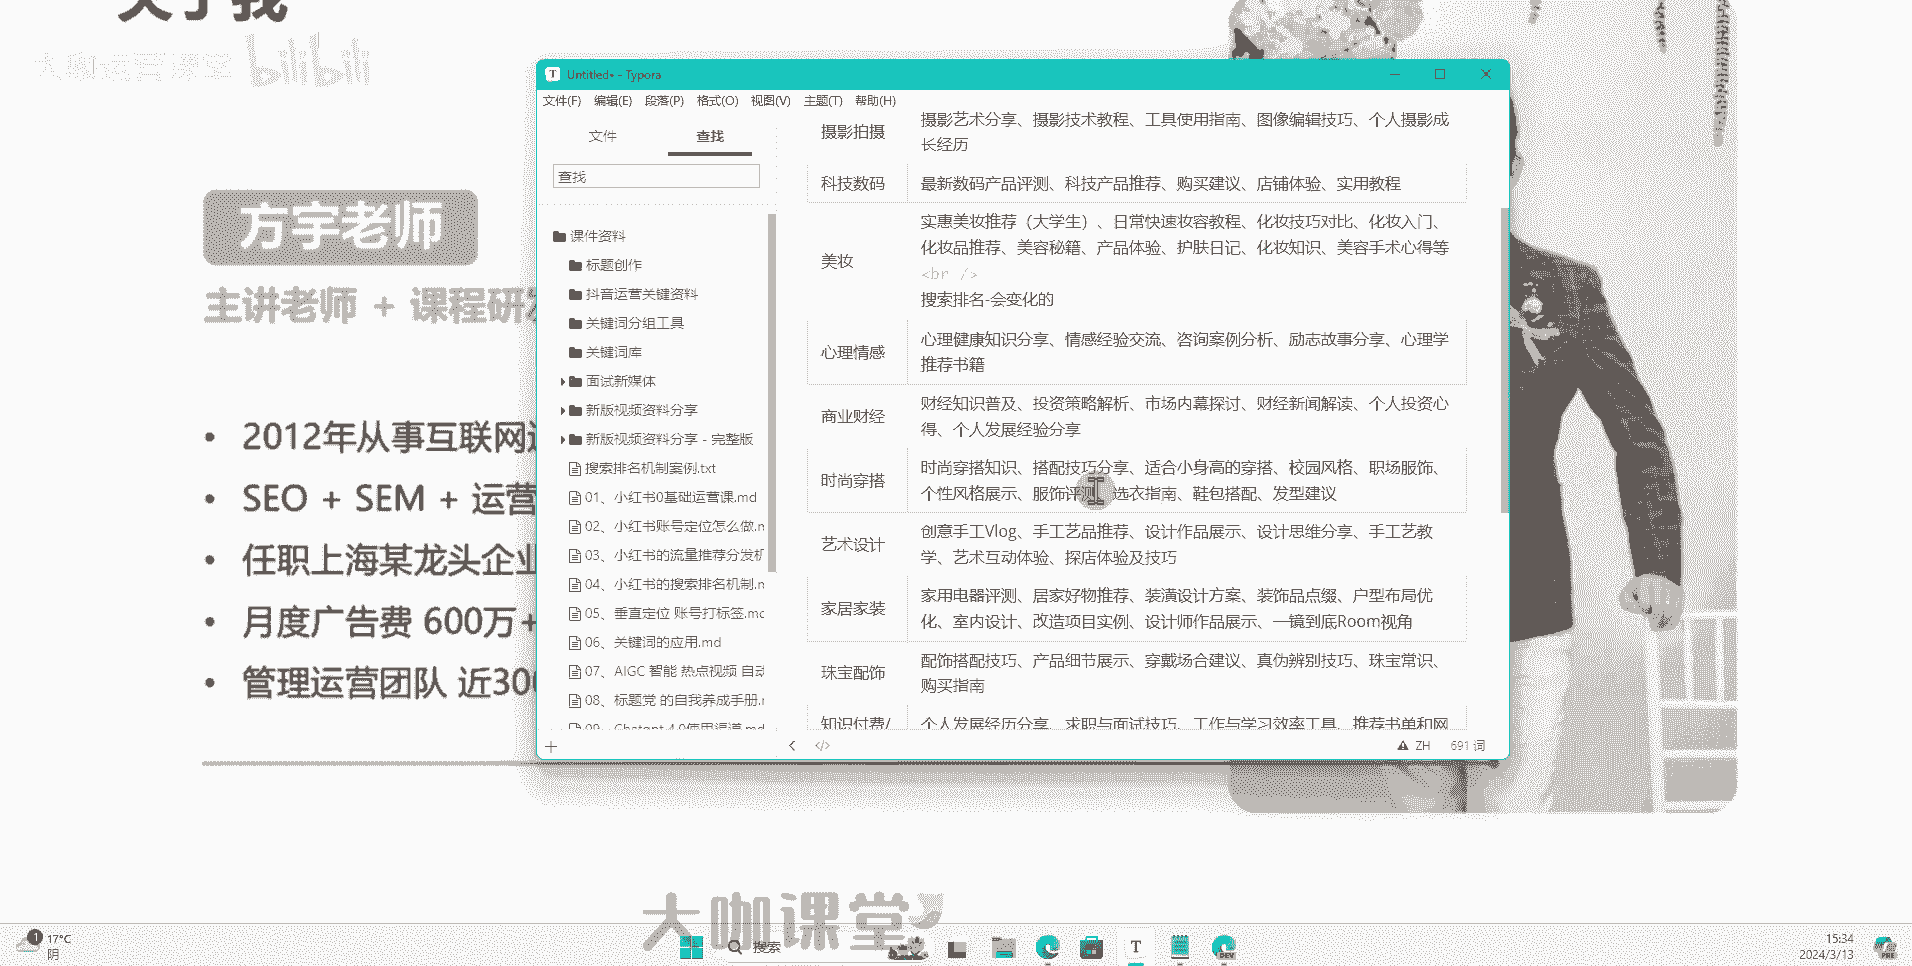 大咖运营课堂 bilibili
方宇老师
主讲老师 + 课程研发
• 2012年从事互联网
• SEO + SEM + 运营
• 任职上海某龙头企业
• 月度广告费 600万+
• 管理运营团队 近300
Untitled• - Typora
文件(F) 编辑(E) 段落(P) 格式(O) 视图(V) 主题(T) 帮助(H)
文件 查找
查找
课件资料
标题创作
抖音运营关键资料
关键词分组工具
关键词库
面试新媒体
新版视频资料分享
新版视频资料分享 - 完整版
搜索排名机制案例.txt
01、小红书0基础运营课.md
02、小红书账号定位怎么做.m
03、小红书的流量推荐分发机
04、小红书的搜索排名机制.m
05、垂直定位 账号打标签.mc
06、关键词的应用.md
07、AIGC 智能 热点视频 自动
08、标题党 的自我养成手册.r
09、Chatgpt 4.0使用渠道.md
摄影拍摄
摄影艺术分享、摄影技术教程、工具使用指南、图像编辑技巧、个人摄影成
长经历
科技数码
最新数码产品评测、科技产品推荐、购买建议、店铺体验、实用教程
美妆
实惠美妆推荐（大学生）、日常快速妆容教程、化妆技巧对比、化妆入门、
化妆品推荐、美容秘籍、产品体验、护肤日记、化妆知识、美容手术心得等
<br />
搜索排名-会变化的
心理情感
心理健康知识分享、情感经验交流、咨询案例分析、励志故事分享、心理学
推荐书籍
商业财经
财经知识普及、投资策略解析、市场内幕探讨、财经新闻解读、个人投资心
得、个人发展经验分享
时尚穿搭
时尚穿搭知识、搭配技巧分享、适合小身高的穿搭、校园风格、职场服饰、
个性风格展示、服饰评测、选衣指南、鞋包搭配、发型建议
艺术设计
创意手工Vlog、手工艺品推荐、设计作品展示、设计思维分享、手工艺教
学、艺术互动体验、探店体验及技巧
家居家装
家用电器评测、居家好物推荐、装潢设计方案、装饰品点缀、户型布局优
化、室内设计、改造项目实例、设计师作品展示、一镜到底Room视角
珠宝配饰
配饰搭配技巧、产品细节展示、穿戴场合建议、真伪辨别技巧、珠宝常识、
购买指南
知识付费/
个人发展经历分享、求职与面试技巧、工作与学习效率工具、推荐书单和网
ZH 691 词
大咖课堂
1 17°C
阴
搜索
T
DEV
15:34
2024/3/13
PRE